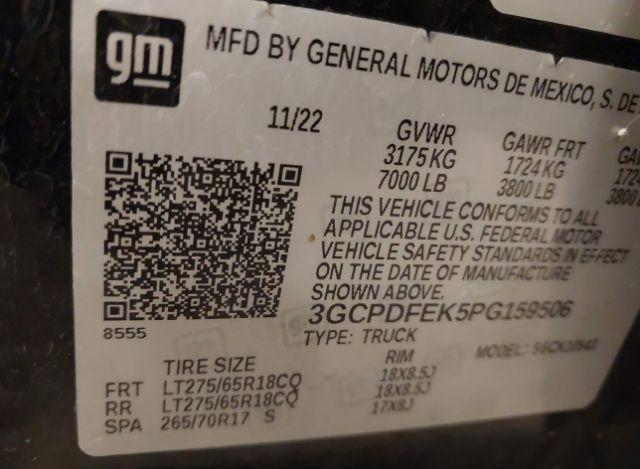 gm
MFD BY GENERAL MOTORS DE MEXICO, S. DE
11/22
GVWR GAWR FRT
3175 KG 1724 KG
7000 LB 3800 LB 3800
THIS VEHICLE CONFORMS TO ALL
APPLICABLE U.S. FEDERAL MOTOR
VEHICLE SAFETY STANDARDS IN EFFECT
ON THE DATE OF MANUFACTURE
SHOWN ABOVE.
3GCPDFEK5PG159506
8555
TYPE: TRUCK MODEL:
TIRE SIZE RIM
FRT LT275/65R18CQ 18X8.5J
RR LT275/65R18CQ 18X8.5J
SPA 265/70R17 S 17X8J